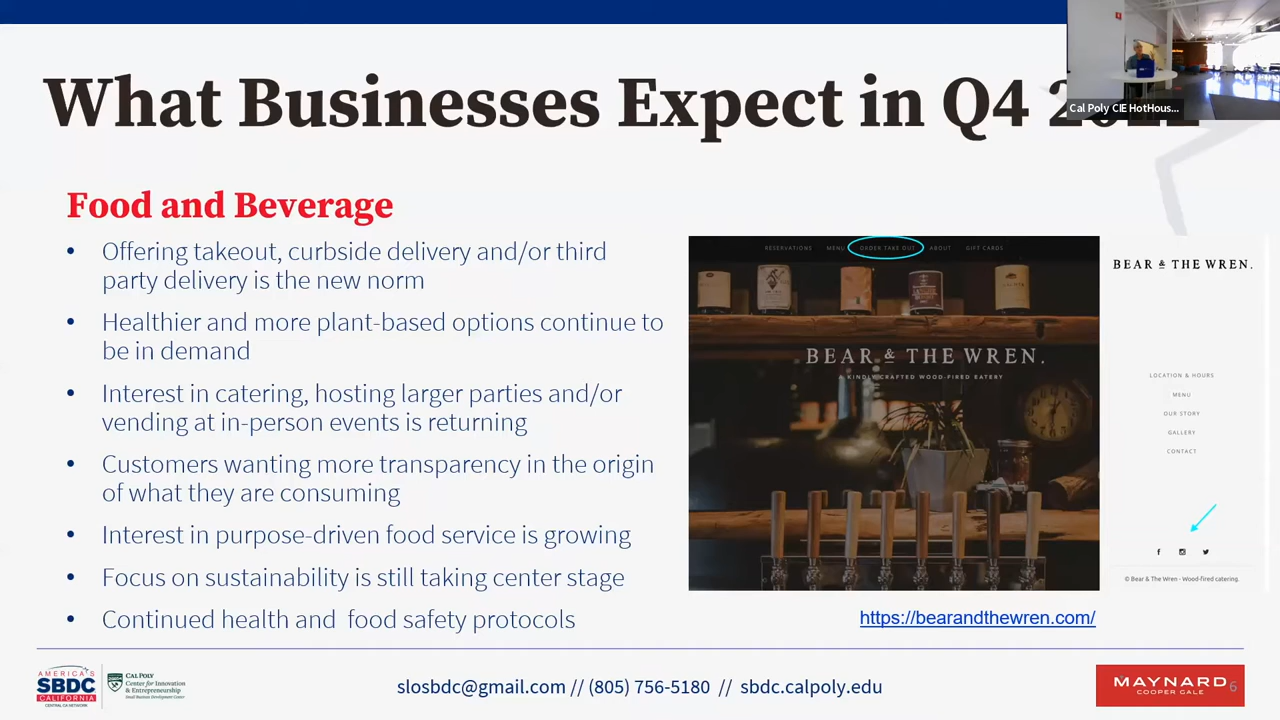 What Businesses Expect in Q4
Cal Poly CIE HotHous...
Food and Beverage
• Offering takeout, curbside delivery and/or third
party delivery is the new norm
• Healthier and more plant-based options continue to
be in demand
• Interest in catering, hosting larger parties and/or
vending at in-person events is returning
• Customers wanting more transparency in the origin
of what they are consuming
• Interest in purpose-driven food service is growing
• Focus on sustainability is still taking center stage
• Continued health and food safety protocols
RESERVATIONS MENU ORDER TAKE OUT ABOUT GIFT CARDS
BEAR & THE WREN.
A KINDLY CRAFTED WOOD-FIRED EATERY
BEAR & THE WREN.
LOCATION & HOURS
MENU
OUR STORY
GALLERY
CONTACT
© Bear & The Wren - Wood-fired catering.
https://bearandthewren.com/
AMERICA'S
SBDC
CALIFORNIA
CENTRAL CA NETWORK
CAL POLY
Center for Innovation
& Entrepreneurship
Small Business Development Center
slosbdc@gmail.com // (805) 756-5180 // sbdc.calpoly.edu
MAYNARD
COOPER GALE
6